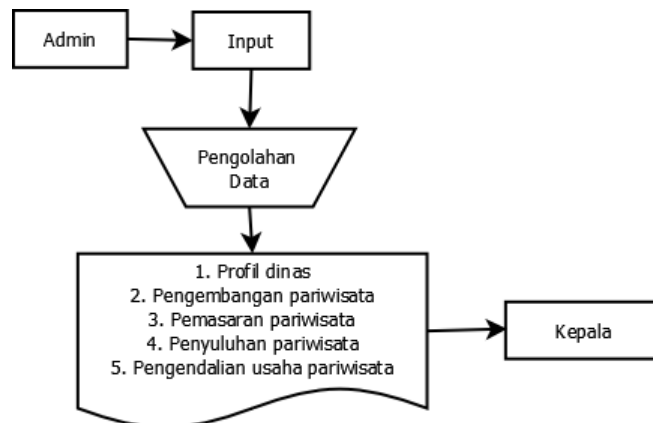 Admin
Input
Pengolahan
Data
1. Profil dinas
2. Pengembangan pariwisata
3. Pemasaran pariwisata
4. Penyuluhan pariwisata
5. Pengendalian usaha pariwisata
Kepala